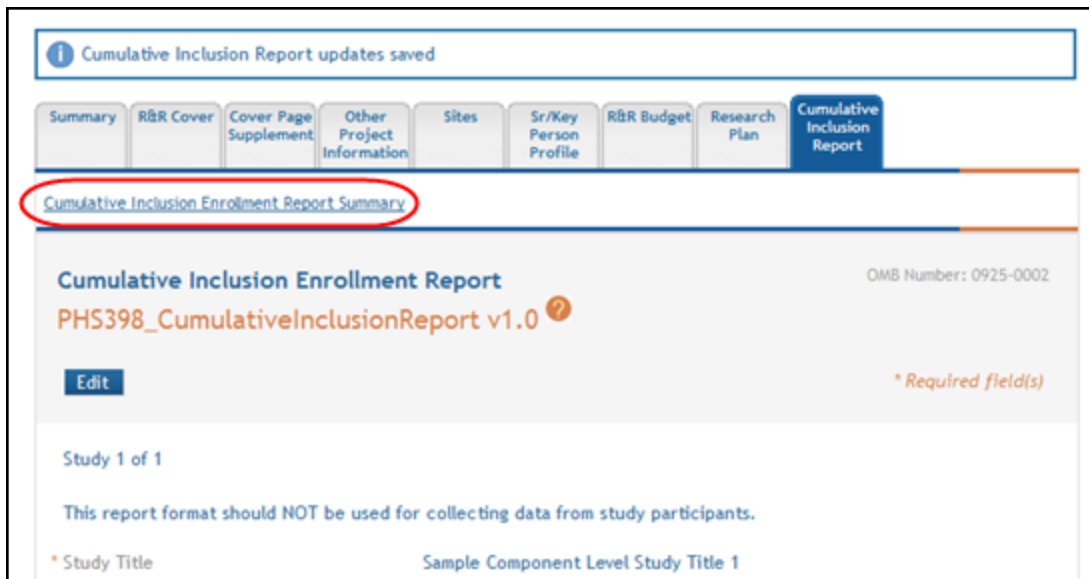 Cumulative Inclusion Report updates saved
Summary
R&R Cover
Cover Page
Supplement
Other
Project
Information
Sites
Sr/Key
Person
Profile
R&R Budget
Research
Plan
Cumulative
Inclusion
Report
Cumulative Inclusion Enrollment Report Summary
Cumulative Inclusion Enrollment Report
OMB Number: 0925-0002
PHS398_CumulativeInclusionReport v1.0 ?
Edit
* Required field(s)
Study 1 of 1
This report format should NOT be used for collecting data from study participants.
* Study Title Sample Component Level Study Title 1